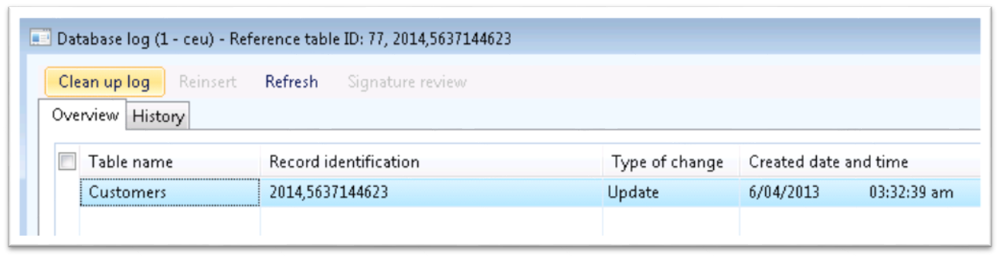 Database log (1 - ceu) - Reference table ID: 77, 2014,5637144623
Clean up log Reinsert Refresh Signature review
Overview History
Table name Record identification Type of change Created date and time
Customers 2014,5637144623 Update 6/04/2013 03:32:39 am